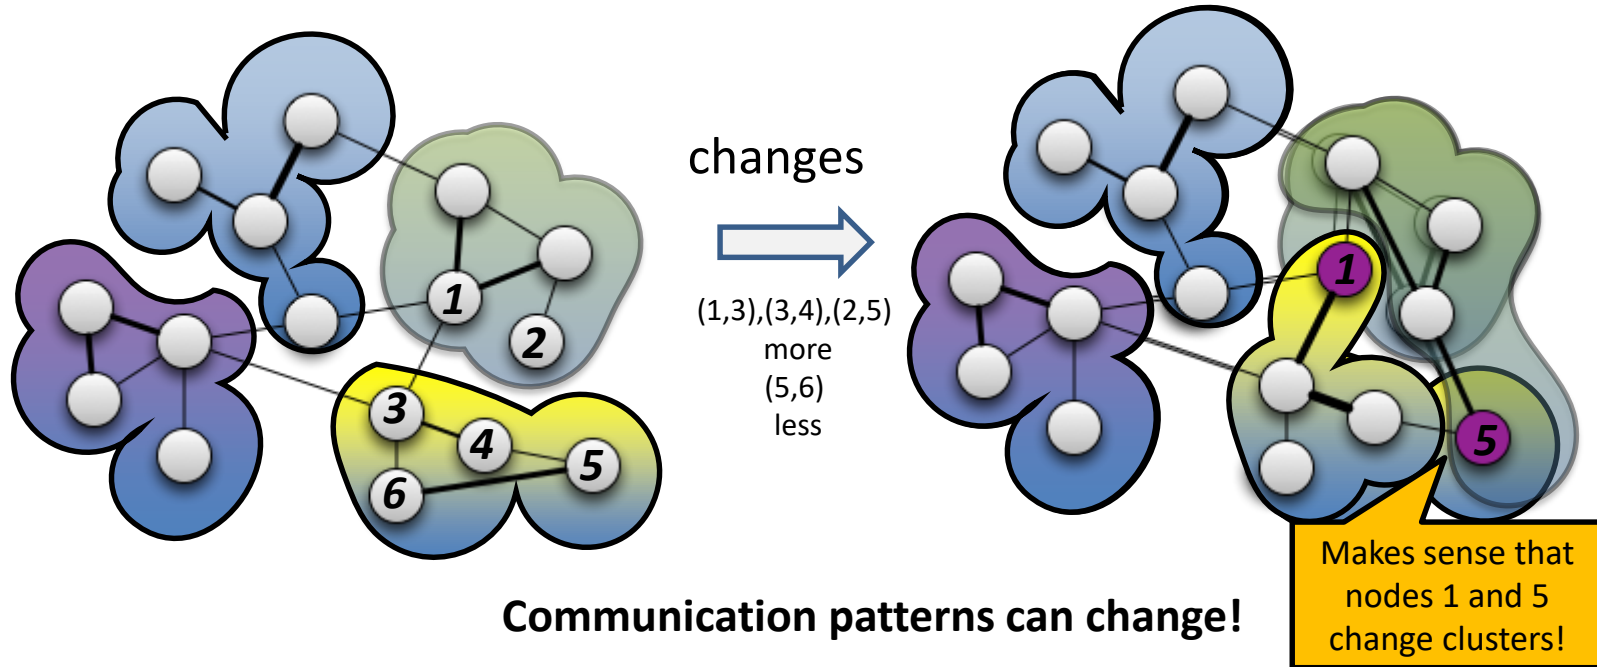 changes
(1,3),(3,4),(2,5)
more
(5,6)
less
1
2
3
4
5
6
1
5
Makes sense that
nodes 1 and 5
change clusters!
Communication patterns can change!